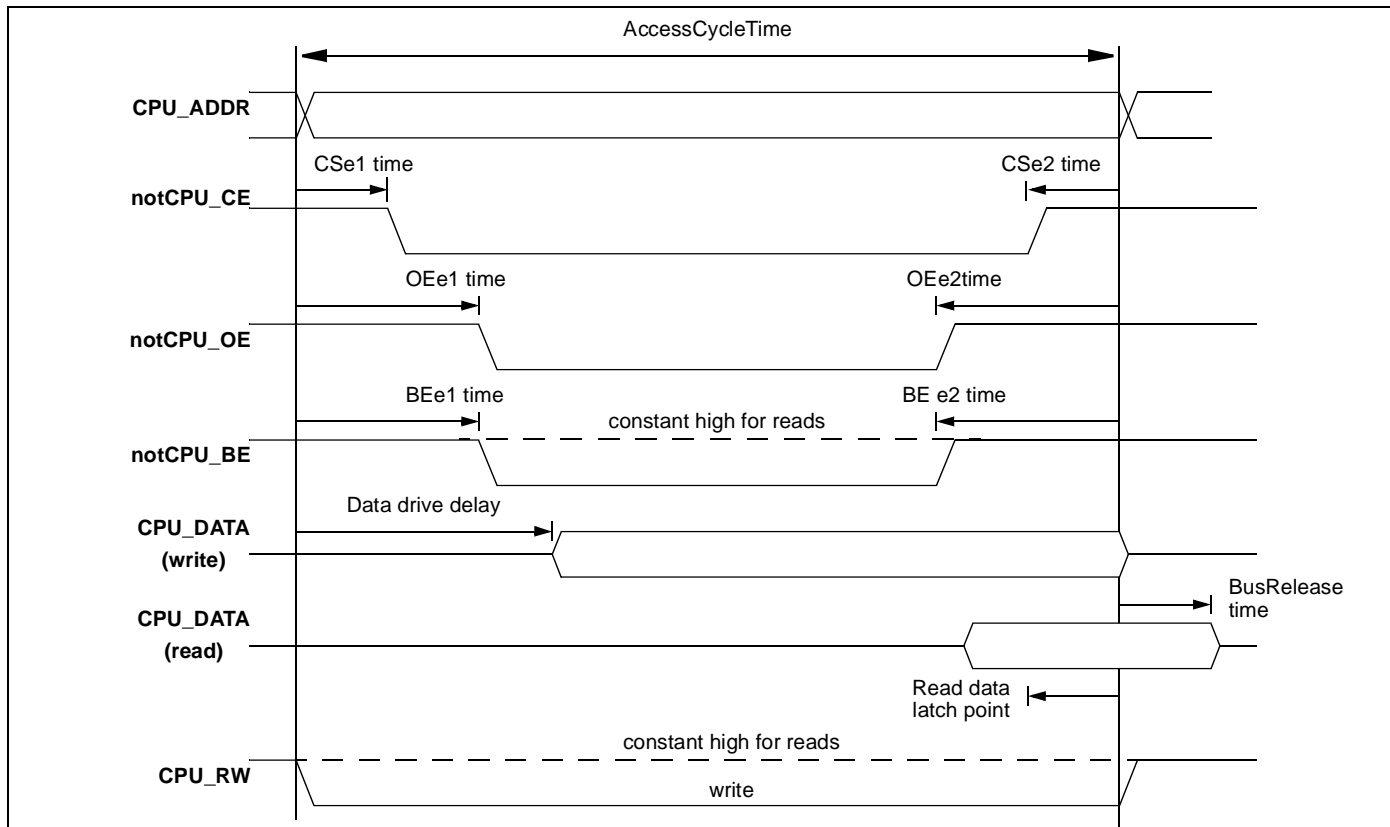 AccessCycleTime
CPU_ADDR
CSe1 time
CSe2 time
notCPU_CE
OEe1 time
OEe2time
notCPU_OE
BEe1 time
BE e2 time
constant high for reads
notCPU_BE
Data drive delay
CPU_DATA
(write)
BusRelease
time
CPU_DATA
(read)
Read data
latch point
constant high for reads
CPU_RW
write